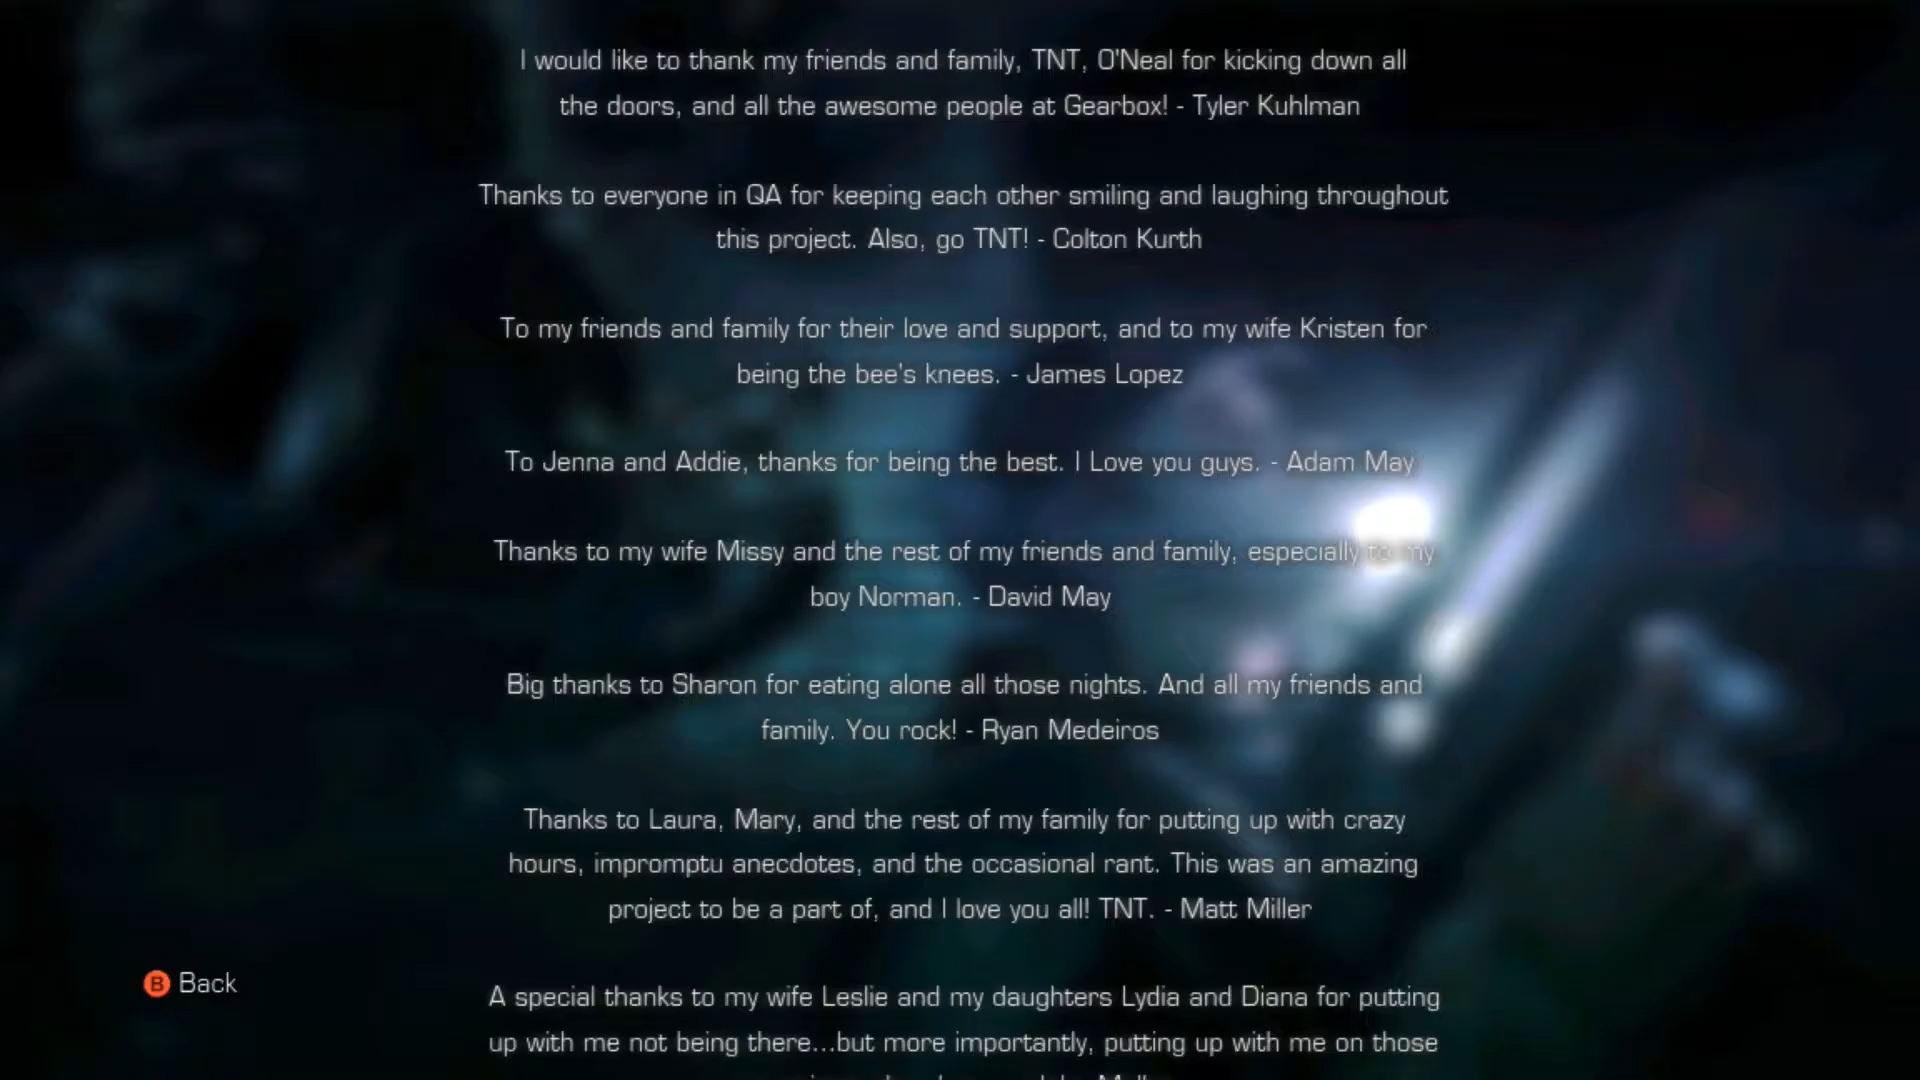 I would like to thank my friends and family, TNT, O'Neal for kicking down all
the doors, and all the awesome people at Gearbox! - Tyler Kuhlman
Thanks to everyone in QA for keeping each other smiling and laughing throughout
this project. Also, go TNT! - Colton Kurth
To my friends and family for their love and support, and to my wife Kristen for
being the bee's knees. - James Lopez
To Jenna and Addie, thanks for being the best. I Love you guys. - Adam May
Thanks to my wife Missy and the rest of my friends and family, especially to my
boy Norman. - David May
Big thanks to Sharon for eating alone all those nights. And all my friends and
family. You rock! - Ryan Medeiros
Thanks to Laura, Mary, and the rest of my family for putting up with crazy
hours, impromptu anecdotes, and the occasional rant. This was an amazing
project to be a part of, and I love you all! TNT. - Matt Miller
B Back
A special thanks to my wife Leslie and my daughters Lydia and Diana for putting
up with me not being there...but more importantly, putting up with me on those